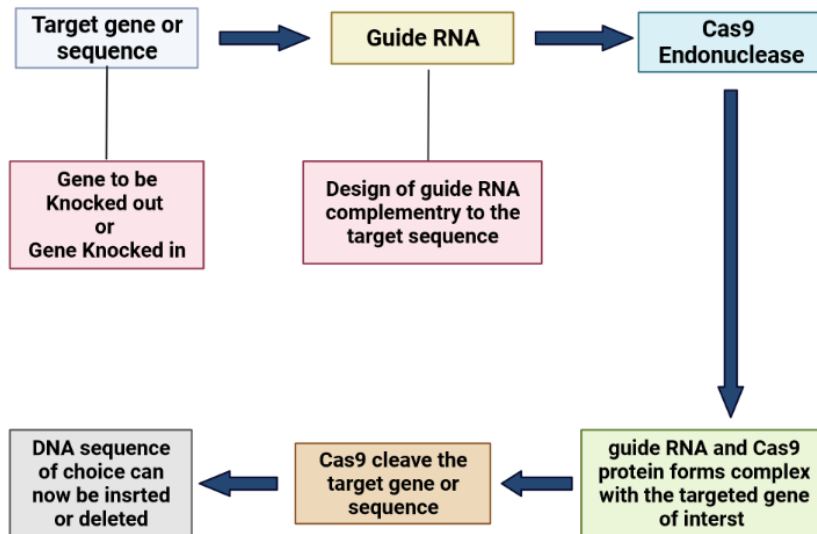 Target gene or
sequence
Guide RNA
Cas9
Endonuclease
Gene to be
Knocked out
or
Gene Knocked in
Design of guide RNA
complementry to the
target sequence
guide RNA and Cas9
protein forms complex
with the targeted gene
of interst
Cas9 cleave the
target gene or
sequence
DNA sequence
of choice can
now be insrted
or deleted